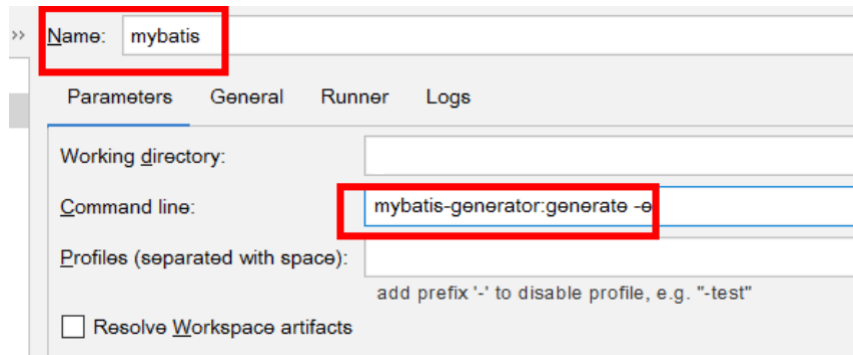 >> Name: mybatis
Parameters General Runner Logs
Working directory:
Command line: mybatis-generator:generate -e
Profiles (separated with space):
add prefix '-' to disable profile, e.g. "-test"
Resolve Workspace artifacts